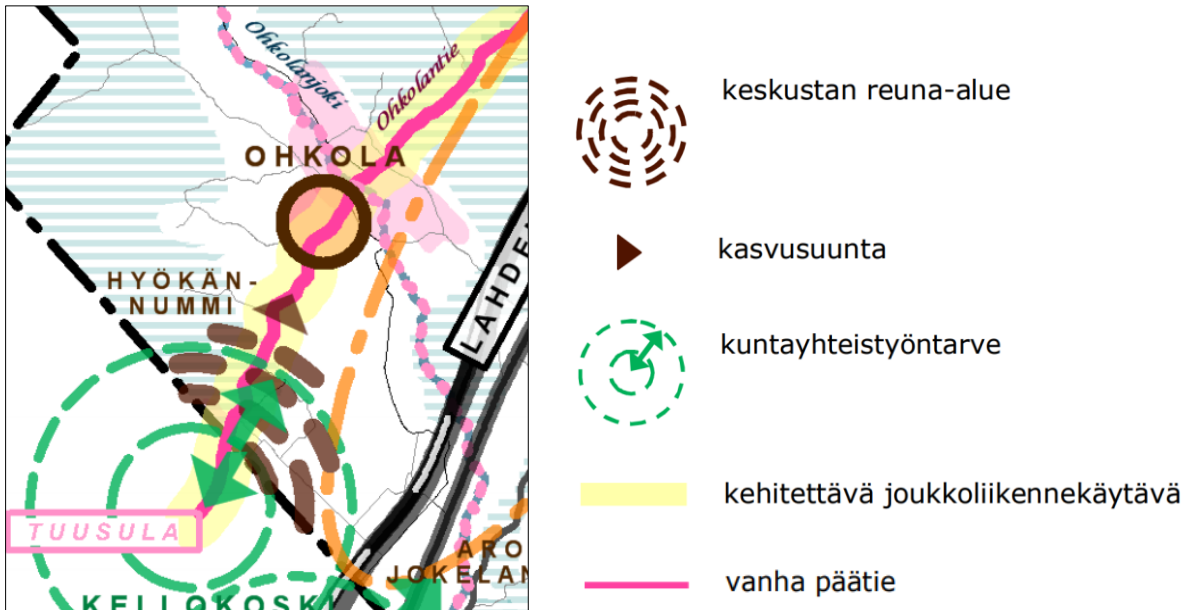 Ohkolanjoki
Ohkolantie
OHKOLA
HYÖKÄN-
NUMMI
LAHDE
TUUSULA
ARO
JOKELAN
KELLOKOSKI
keskustan reuna-alue
kasvusuunta
kuntayhteistyöntarve
kehitettävä joukkoliikennekäytävä
vanha päätie